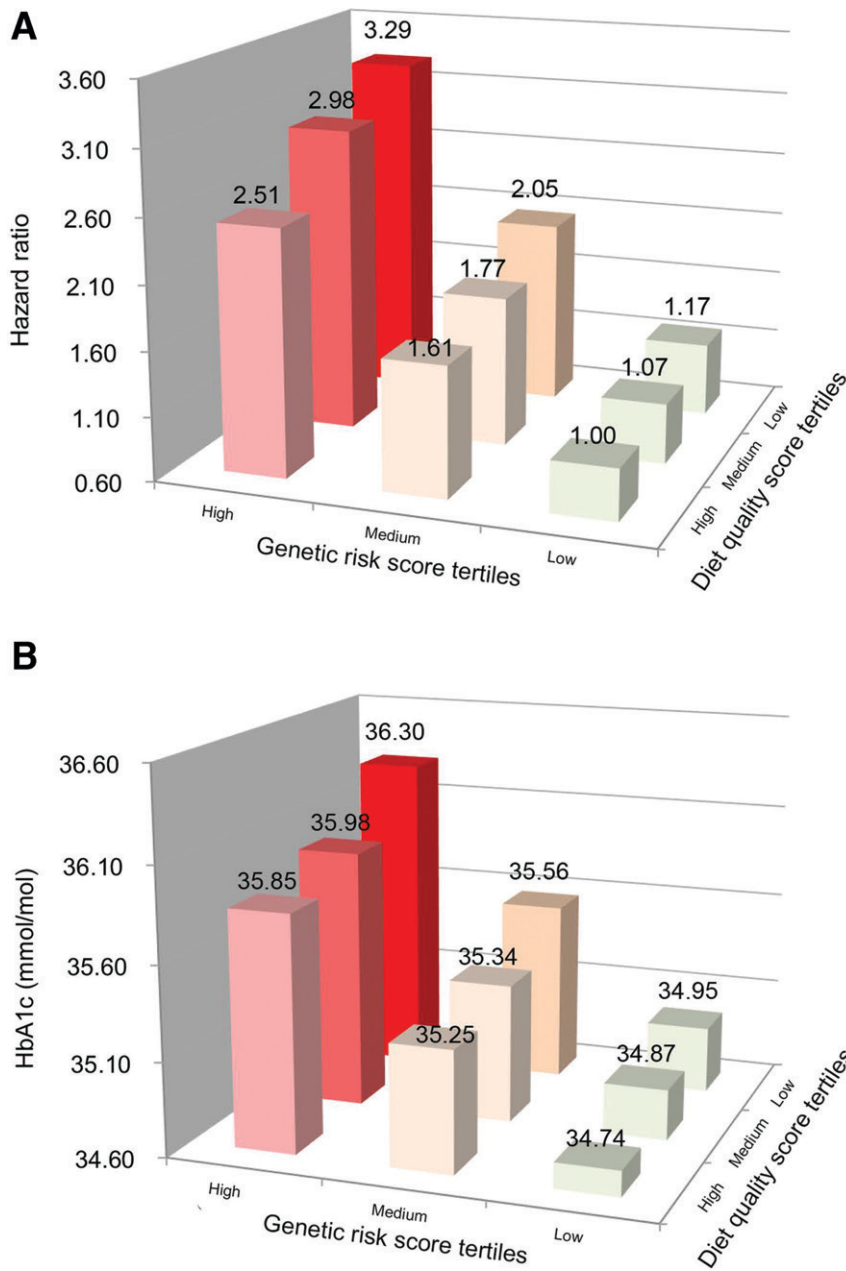 A
3.29
3.60
2.98
3.10
2.51
2.60
2.05
2.10
1.77
1.61
1.60
1.17
1.07
1.10
1.00
0.60
Hazard ratio
High
Medium
Low
Genetic risk score tertiles
High
Medium
Low
Diet quality score tertiles
B
36.30
36.60
35.98
36.10
35.85
35.56
35.60
35.34
35.25
34.95
34.87
35.10
34.74
34.60
HbA1c (mmol/mol)
High
Medium
Low
Genetic risk score tertiles
High
Medium
Low
Diet quality score tertiles